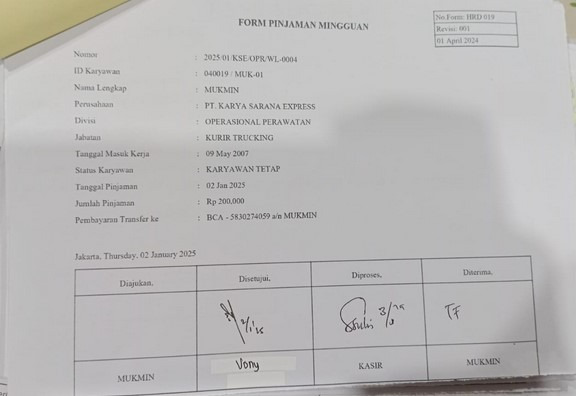 FORM PINJAMAN MINGGUAN
No Form: HRD 019
Revisi: 001
01 April 2024
Nomor : 2025/01/KSE/OPR/WL-0004
ID Karyawan : 040019 / MUK-01
Nama Lengkap : MUKMIN
Perusahaan : PT. KARYA SARANA EXPRESS
Divisi : OPERASIONAL PERAWATAN
Jabatan : KURIR TRUCKING
Tanggal Masuk Kerja : 09 May 2007
Status Karyawan : KARYAWAN TETAP
Tanggal Pinjaman : 02 Jan 2025
Jumlah Pinjaman : Rp 200,000
Pembayaran Transfer ke : BCA - 5830274059 a/n MUKMIN
Jakarta, Thursday, 02 January 2025
Diajukan, Disetujui, Diproses, Diterima,
TF
MUKMIN Vony KASIR MUKMIN